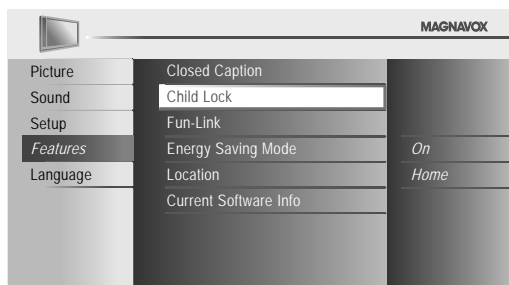 MAGNAVOX
Picture
Sound
Setup
Features
Language
Closed Caption
Child Lock
Fun-Link
Energy Saving Mode
Location
Current Software Info
On
Home